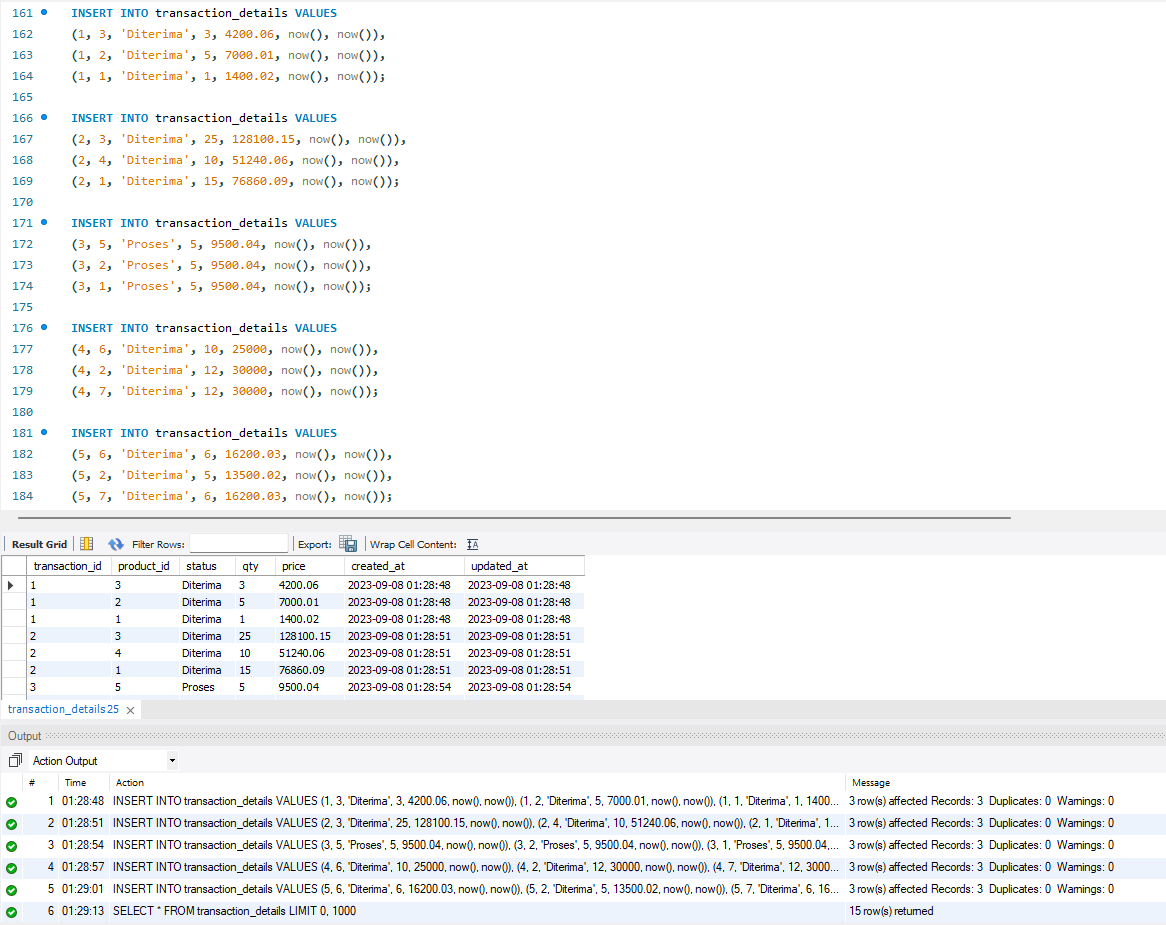 161 INSERT INTO transaction_details VALUES
162 (1, 3, 'Diterima', 3, 4200.06, now(), now()),
163 (1, 2, 'Diterima', 5, 7000.01, now(), now()),
164 (1, 1, 'Diterima', 1, 1400.02, now(), now());
165
166 INSERT INTO transaction_details VALUES
167 (2, 3, 'Diterima', 25, 128100.15, now(), now()),
168 (2, 4, 'Diterima', 10, 51240.06, now(), now()),
169 (2, 1, 'Diterima', 15, 76860.09, now(), now());
170
171 INSERT INTO transaction_details VALUES
172 (3, 5, 'Proses', 5, 9500.04, now(), now()),
173 (3, 2, 'Proses', 5, 9500.04, now(), now()),
174 (3, 1, 'Proses', 5, 9500.04, now(), now());
175
176 INSERT INTO transaction_details VALUES
177 (4, 6, 'Diterima', 10, 25000, now(), now()),
178 (4, 2, 'Diterima', 12, 30000, now(), now()),
179 (4, 7, 'Diterima', 12, 30000, now(), now());
180
181 INSERT INTO transaction_details VALUES
182 (5, 6, 'Diterima', 6, 16200.03, now(), now()),
183 (5, 2, 'Diterima', 5, 13500.02, now(), now()),
184 (5, 7, 'Diterima', 6, 16200.03, now(), now());
Result Grid Filter Rows: Export: Wrap Cell Content:
transaction_id product_id status qty price created_at updated_at
1 3 Diterima 3 4200.06 2023-09-08 01:28:48 2023-09-08 01:28:48
1 2 Diterima 5 7000.01 2023-09-08 01:28:48 2023-09-08 01:28:48
1 1 Diterima 1 1400.02 2023-09-08 01:28:48 2023-09-08 01:28:48
2 3 Diterima 25 128100.15 2023-09-08 01:28:51 2023-09-08 01:28:51
2 4 Diterima 10 51240.06 2023-09-08 01:28:51 2023-09-08 01:28:51
2 1 Diterima 15 76860.09 2023-09-08 01:28:51 2023-09-08 01:28:51
3 5 Proses 5 9500.04 2023-09-08 01:28:54 2023-09-08 01:28:54
transaction_details25
Output
Action Output
# Time Action Message
1 01:28:48 INSERT INTO transaction_details VALUES (1, 3, 'Diterima', 3, 4200.06, now(), now()), (1, 2, 'Diterima', 5, 7000.01, now(), now()), (1, 1, 'Diterima', 1, 1400... 3 row(s) affected Records: 3 Duplicates: 0 Warnings: 0
2 01:28:51 INSERT INTO transaction_details VALUES (2, 3, 'Diterima', 25, 128100.15, now(), now()), (2, 4, 'Diterima', 10, 51240.06, now(), now()), (2, 1, 'Diterima', 1... 3 row(s) affected Records: 3 Duplicates: 0 Warnings: 0
3 01:28:54 INSERT INTO transaction_details VALUES (3, 5, 'Proses', 5, 9500.04, now(), now()), (3, 2, 'Proses', 5, 9500.04, now(), now()), (3, 1, 'Proses', 5, 9500.04,... 3 row(s) affected Records: 3 Duplicates: 0 Warnings: 0
4 01:28:57 INSERT INTO transaction_details VALUES (4, 6, 'Diterima', 10, 25000, now(), now()), (4, 2, 'Diterima', 12, 30000, now(), now()), (4, 7, 'Diterima', 12, 3000... 3 row(s) affected Records: 3 Duplicates: 0 Warnings: 0
5 01:29:01 INSERT INTO transaction_details VALUES (5, 6, 'Diterima', 6, 16200.03, now(), now()), (5, 2, 'Diterima', 5, 13500.02, now(), now()), (5, 7, 'Diterima', 6, 16... 3 row(s) affected Records: 3 Duplicates: 0 Warnings: 0
6 01:29:13 SELECT * FROM transaction_details LIMIT 0, 1000 15 row(s) returned